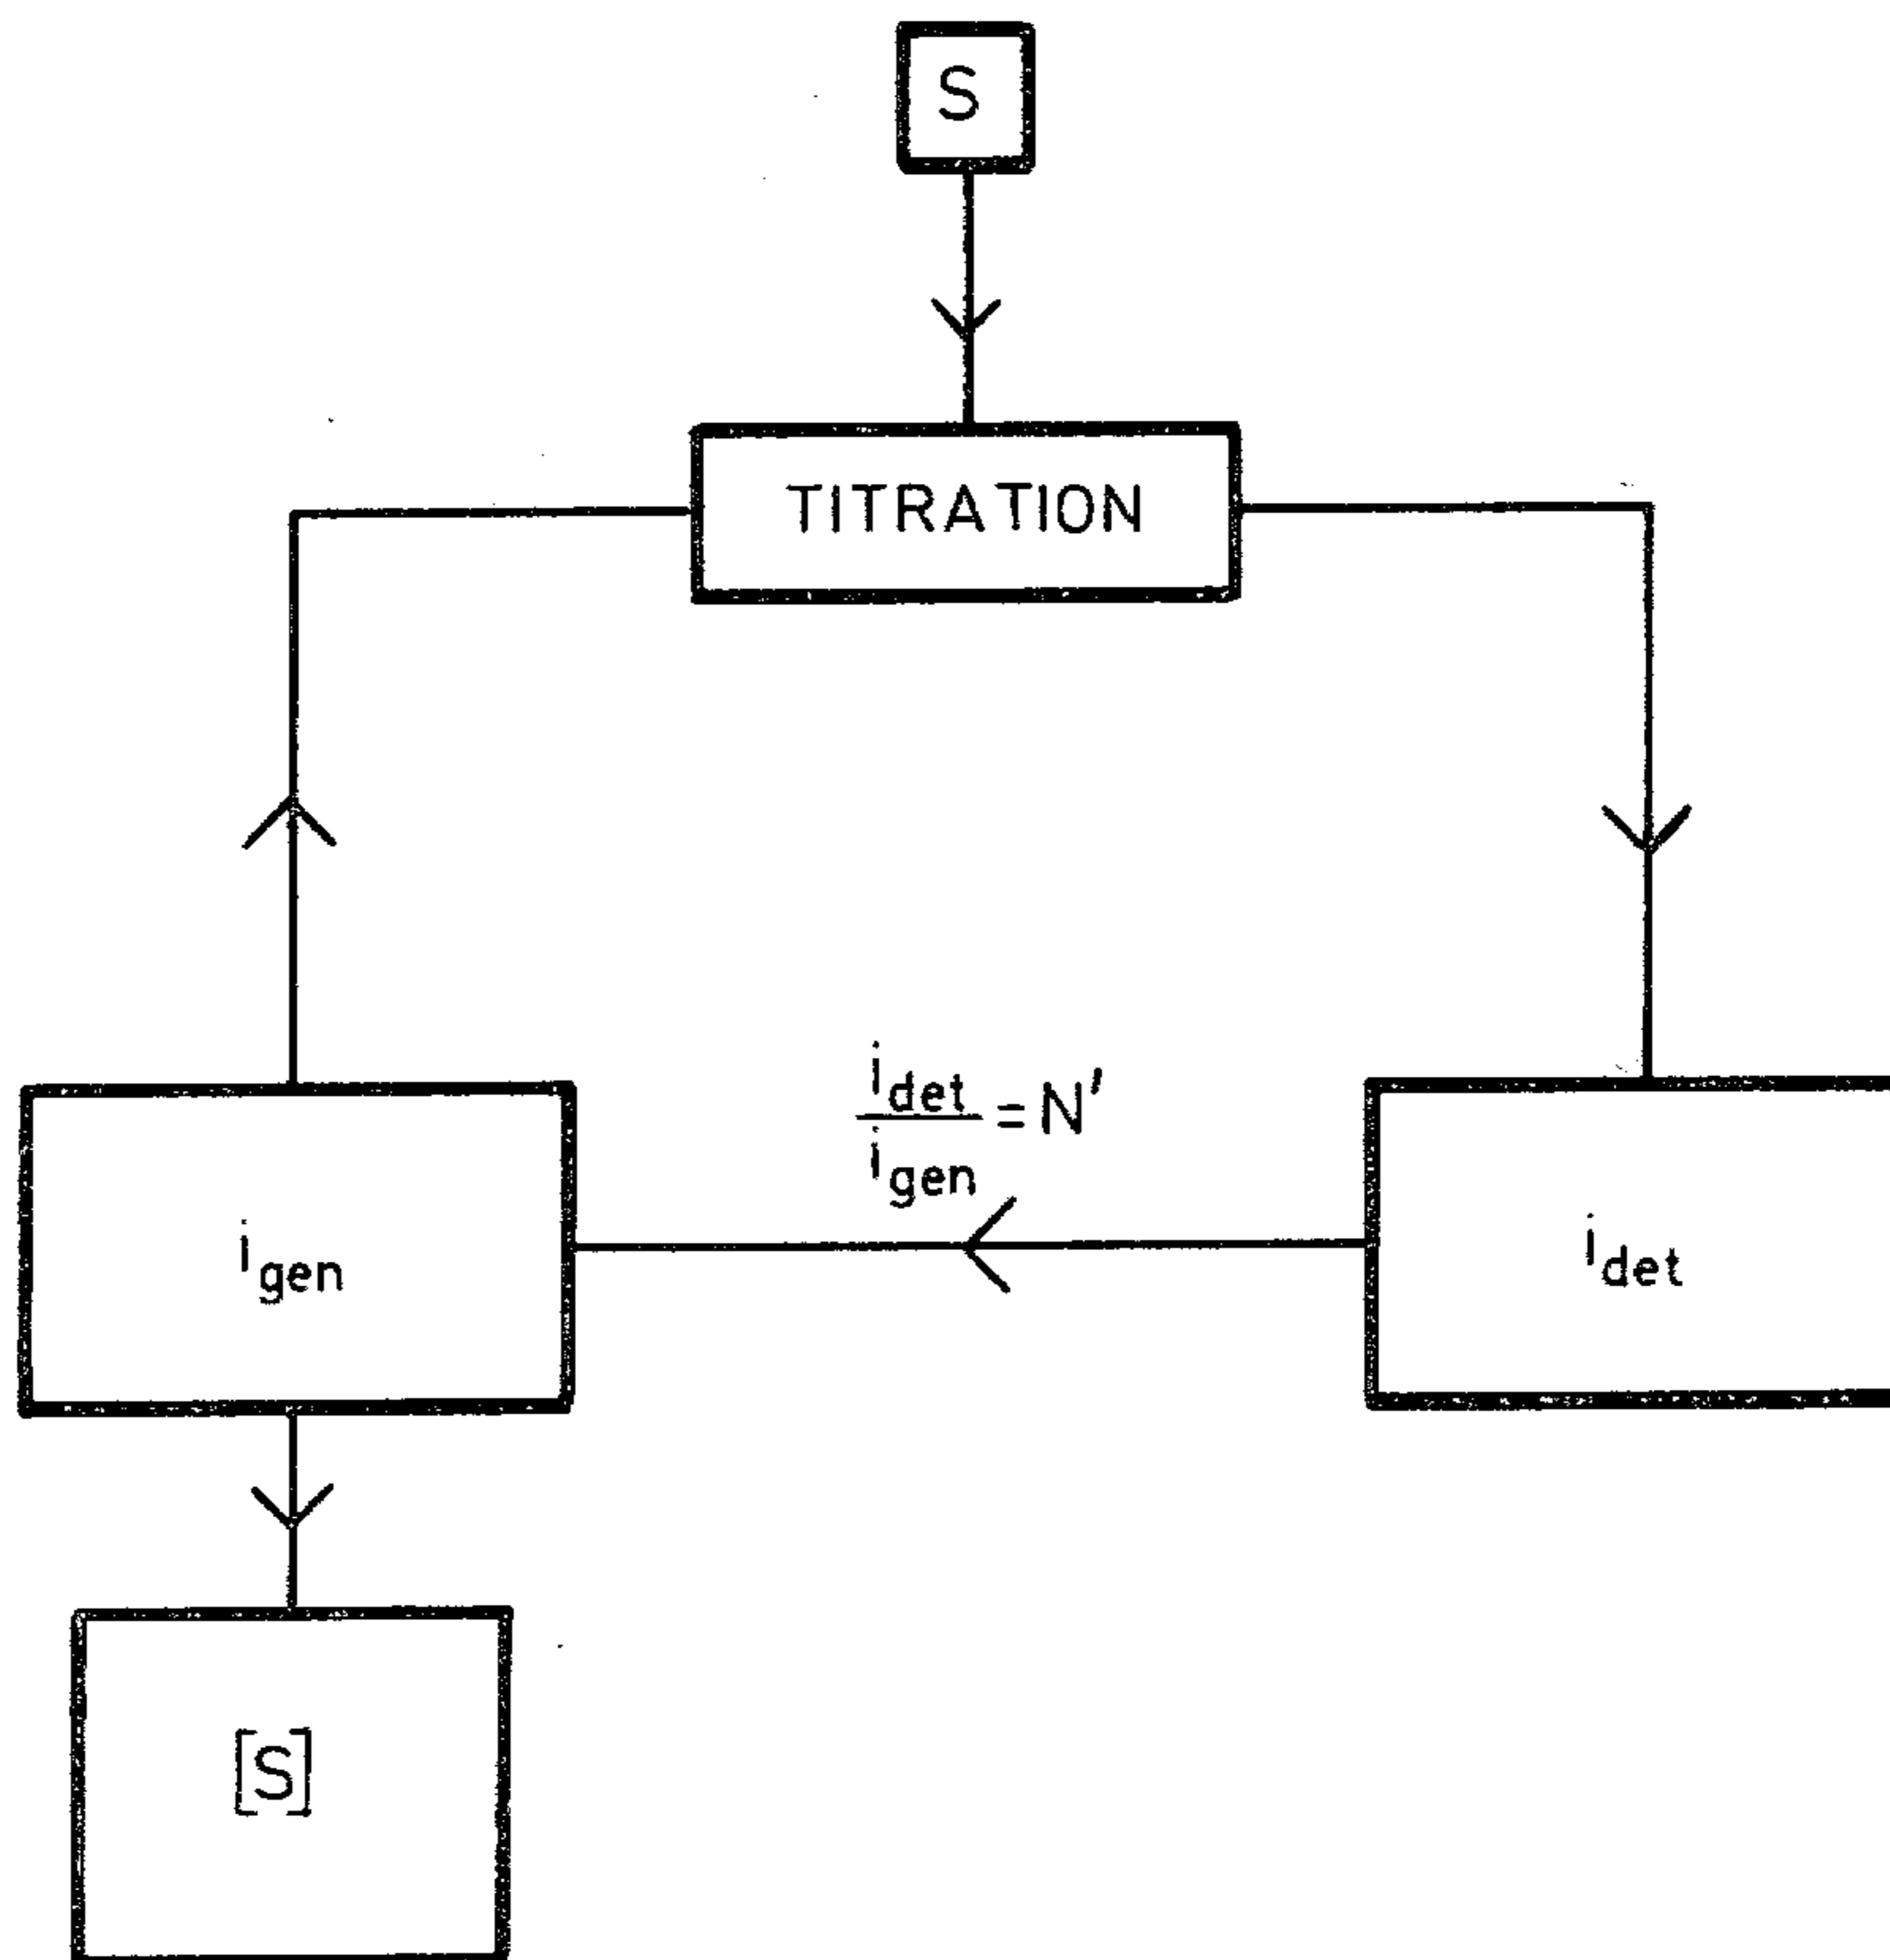 S
TITRATION
i_det / i_gen = N′
i_gen
i_det
[S]